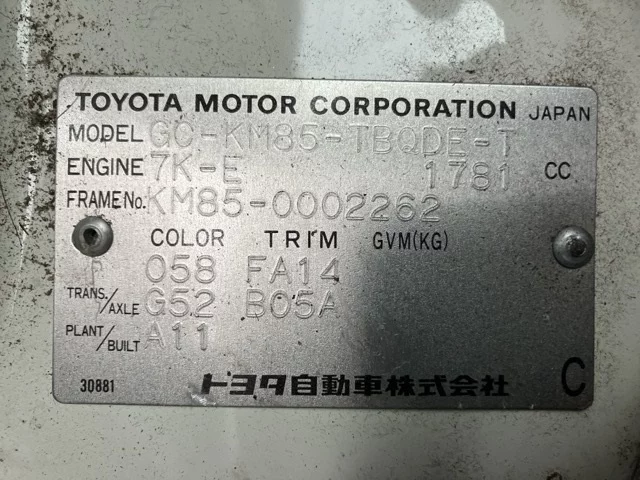 TOYOTA MOTOR CORPORATION JAPAN
MODEL GC-KM85-TBQDE-T
ENGINE 7K-E 1781 CC
FRAME No. KM85-0002262
COLOR TRIM GVM(KG)
058 FA14
TRANS./AXLE G52 B05A
PLANT/BUILT A11
30881 トヨタ自動車株式会社 C